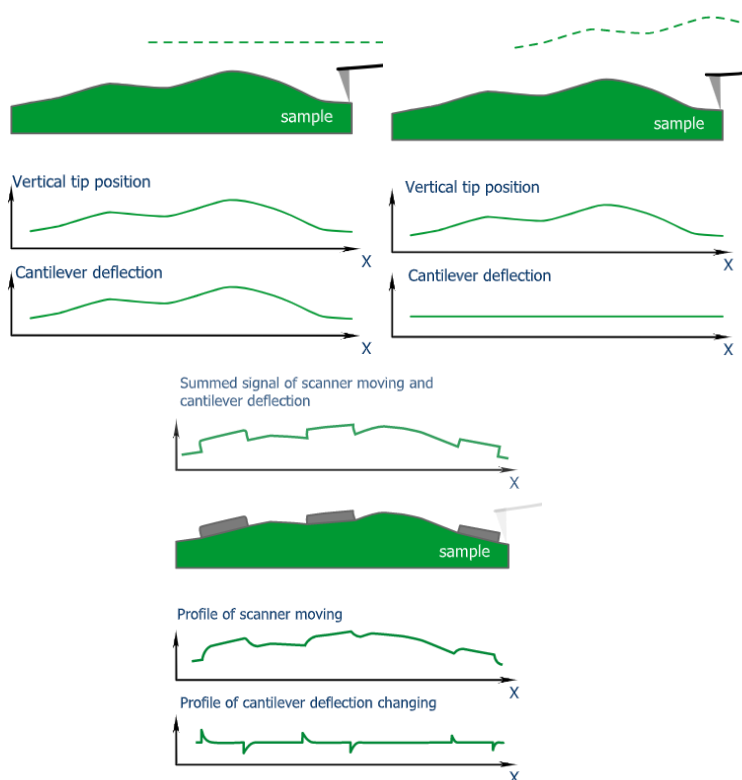 sample
sample
Vertical tip position
X
Cantilever deflection
X
Vertical tip position
X
Cantilever deflection
X
Summed signal of scanner moving and
cantilever deflection
X
sample
Profile of scanner moving
X
Profile of cantilever deflection changing
X